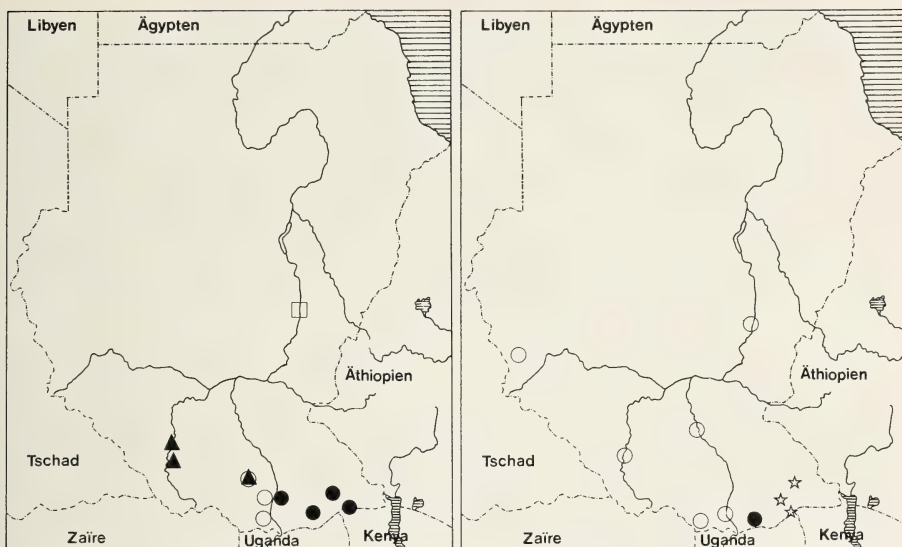 Libyen
Ägypten
Äthiopien
Tschad
Zaïre
Uganda
Kenya
Libyen
Ägypten
Äthiopien
Tschad
Zaïre
Uganda
Kenya